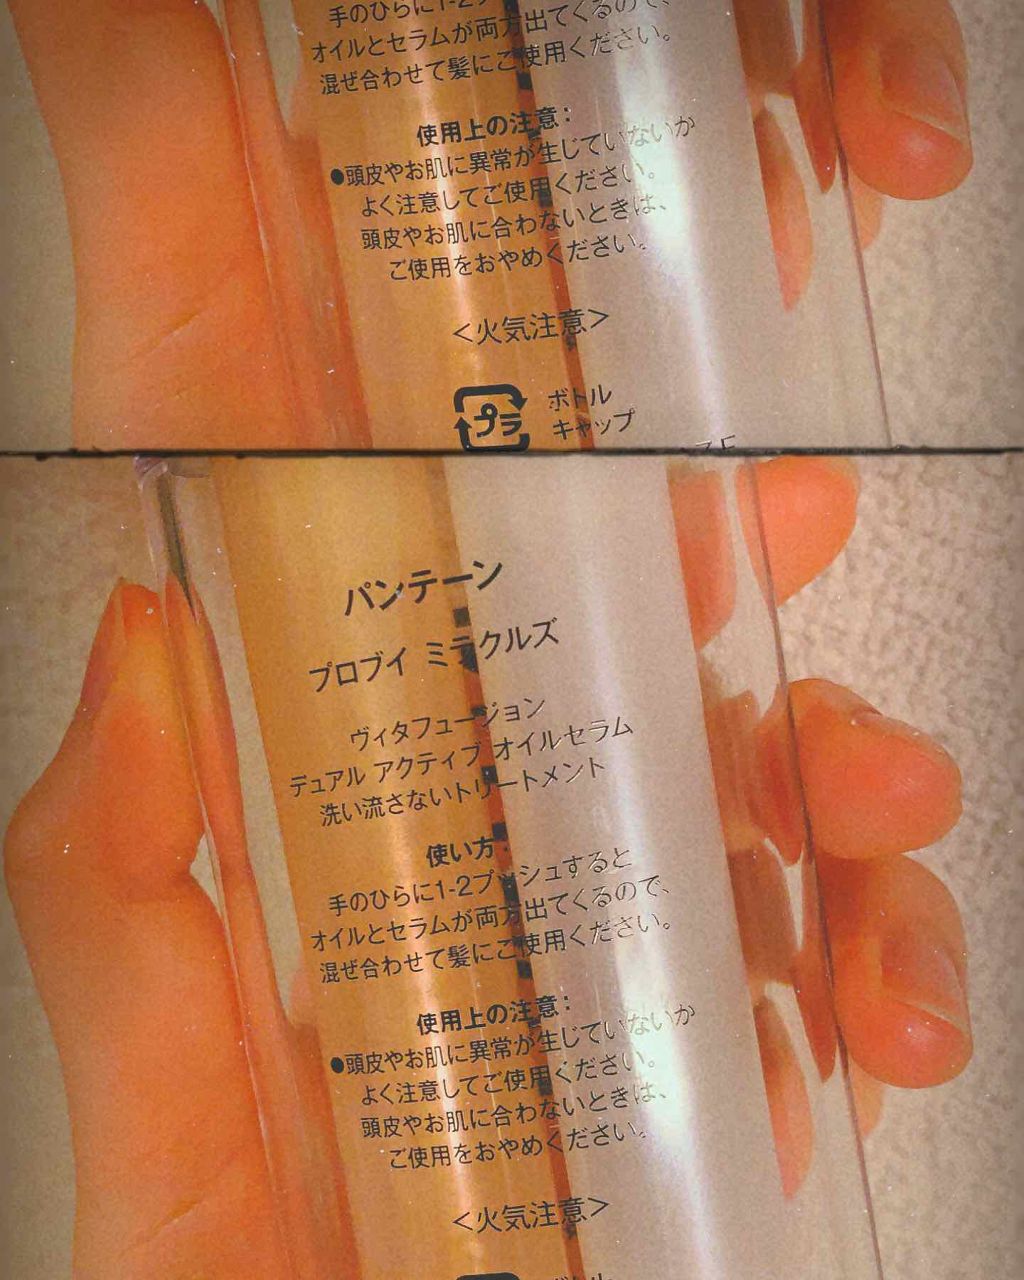 手のひらに1-2プッ
オイルとセラムが両方出てくるので、
混ぜ合わせて髪にご使用ください。
使用上の注意:
●頭皮やお肌に異常が生じていないか
よく注意してご使用ください。
頭皮やお肌に合わないときは、
ご使用をおやめください。
<火気注意>
プラ
ボトル
キャップ
パンテーン
プロブイ ミラクルズ
ヴィタフュージョン
デュアル アクティブ オイルセラム
洗い流さないトリートメント
使い方:
手のひらに1-2プッシュすると
オイルとセラムが両方出てくるので、
混ぜ合わせて髪にご使用ください。
使用上の注意:
●頭皮やお肌に異常が生じていないか
よく注意してご使用ください。
頭皮やお肌に合わないときは、
ご使用をおやめください。
<火気注意>